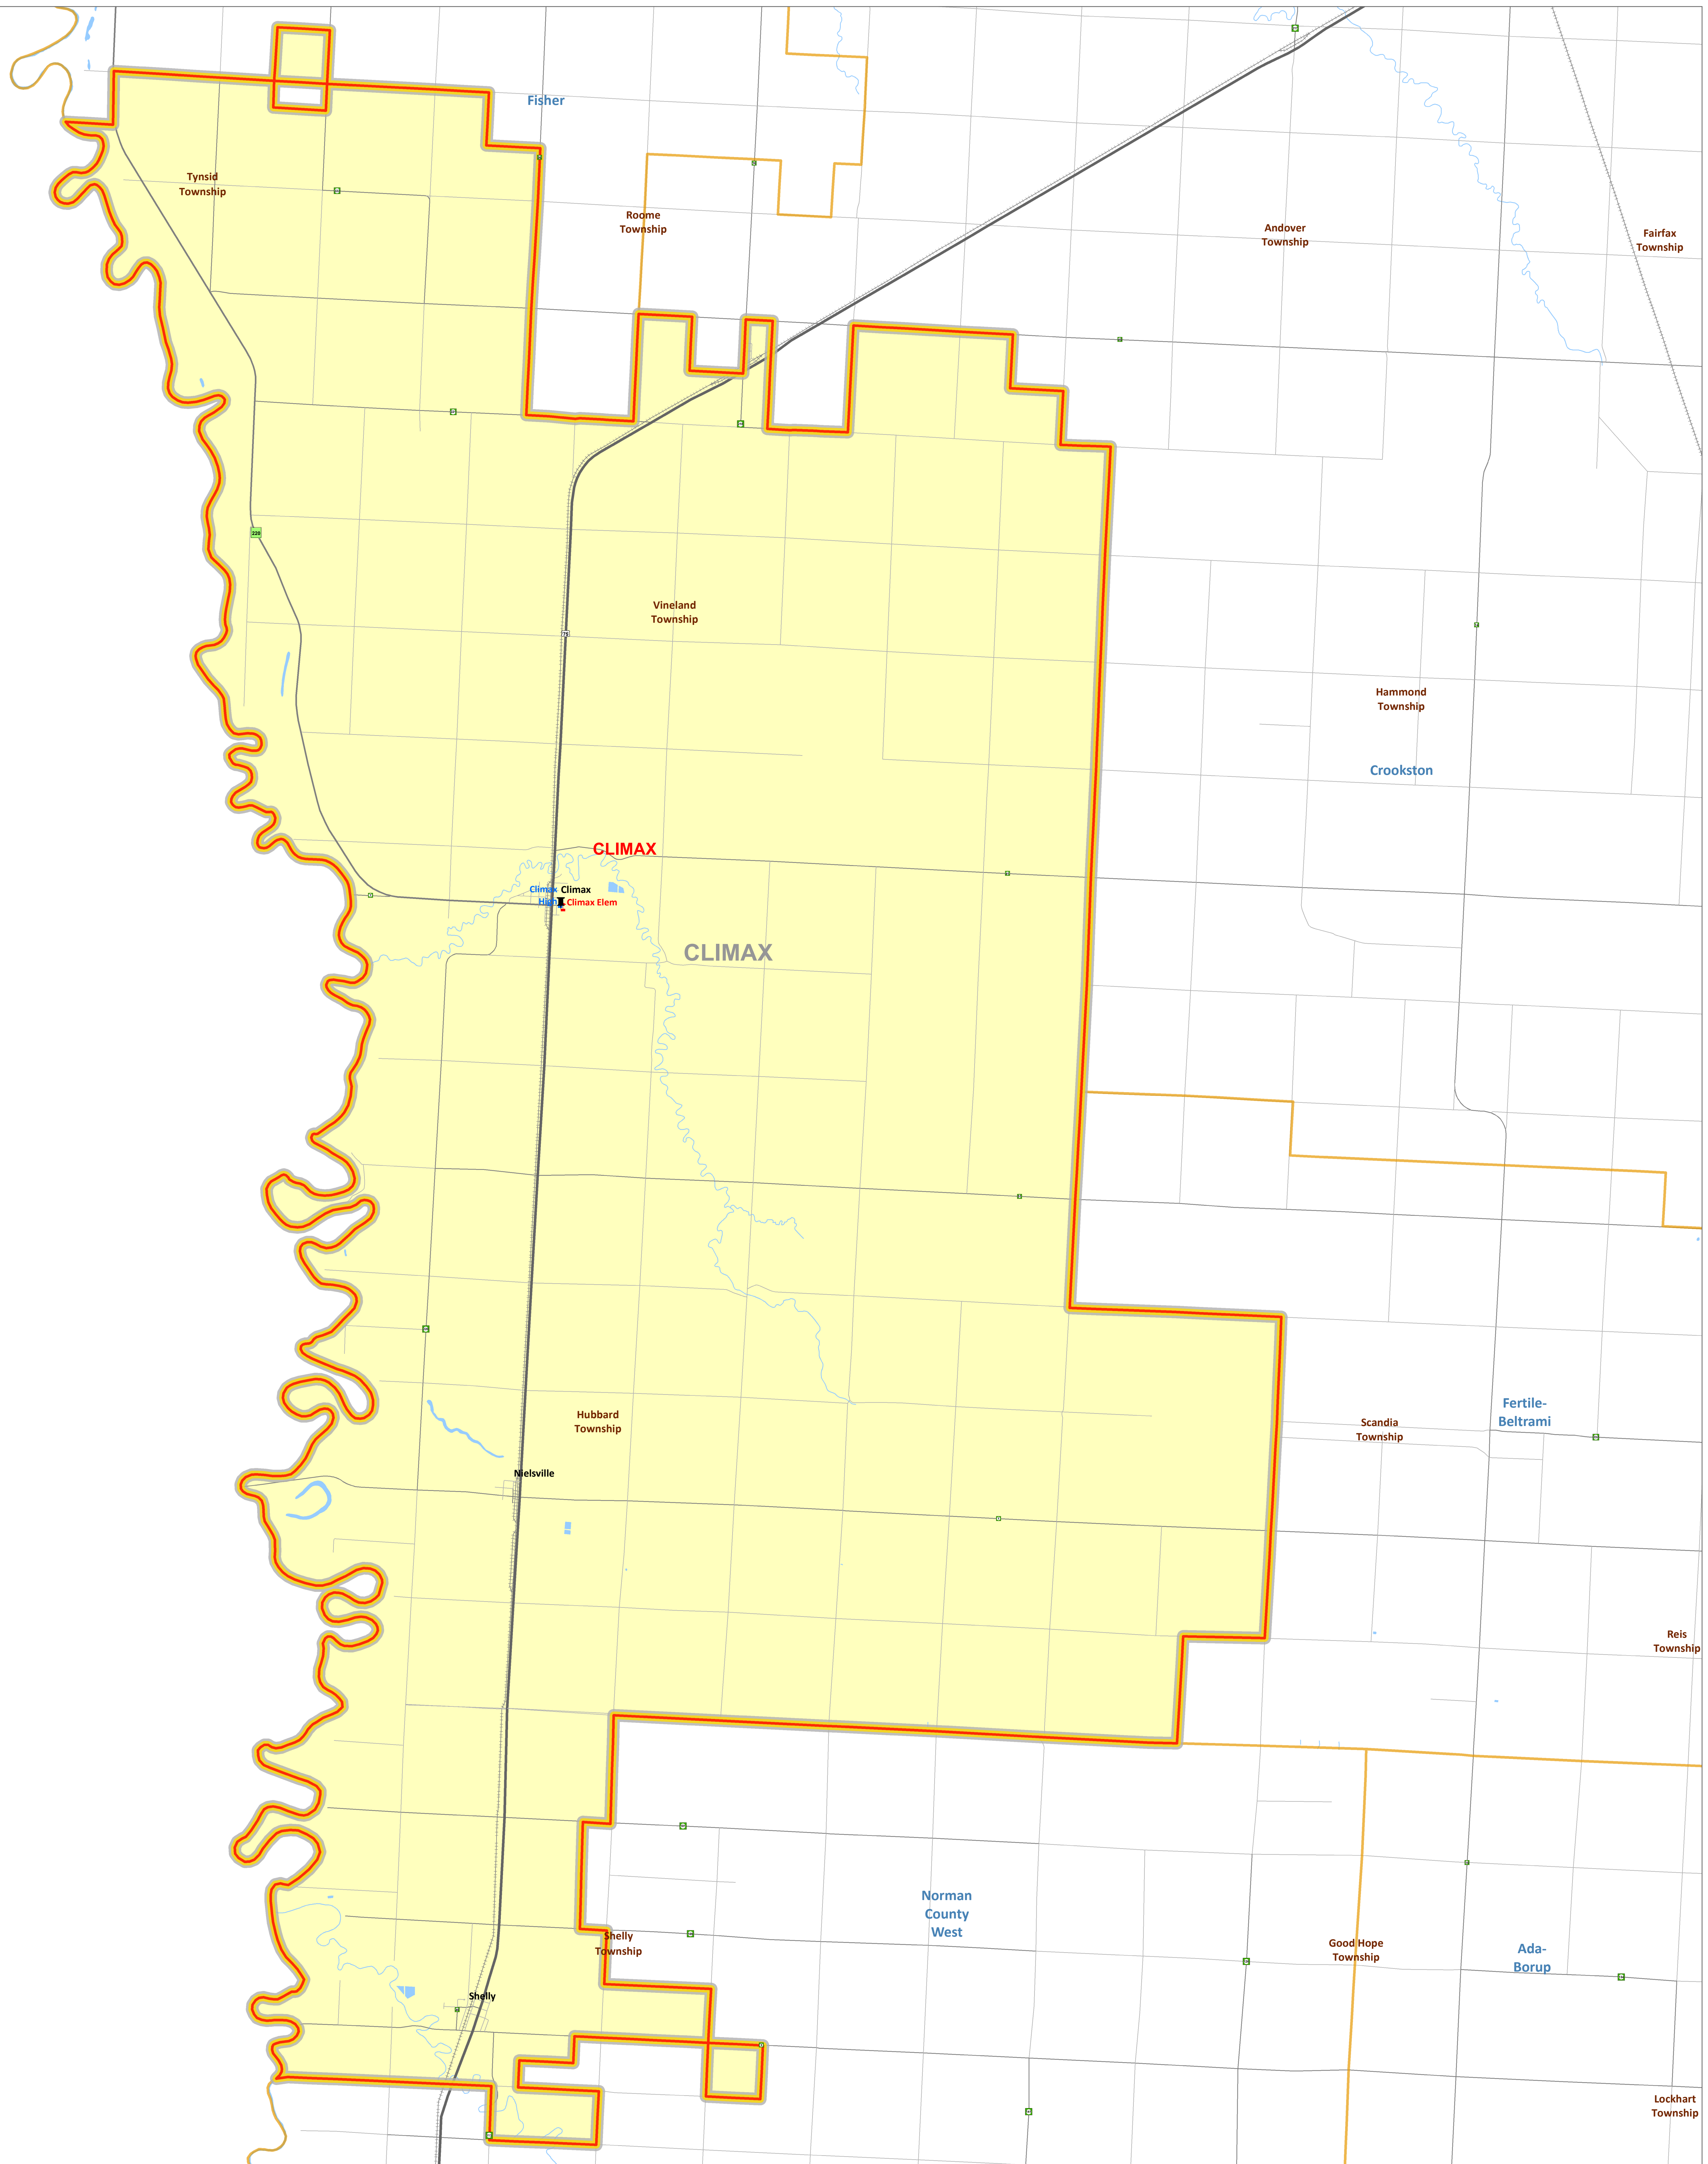 Fisher
Tynsid
Township
Roome
Township
Andover
Township
Fairfax
Township
220
Vineland
Township
75
Hammond
Township
Crookston
CLIMAX
Climax
High
Climax
Climax Elem
CLIMAX
Hubbard
Township
Scandia
Township
Fertile-
Beltrami
Nielsville
Reis
Township
Norman
County
West
Shelly
Township
Good Hope
Township
Ada-
Borup
Shelly
Lockhart
Township